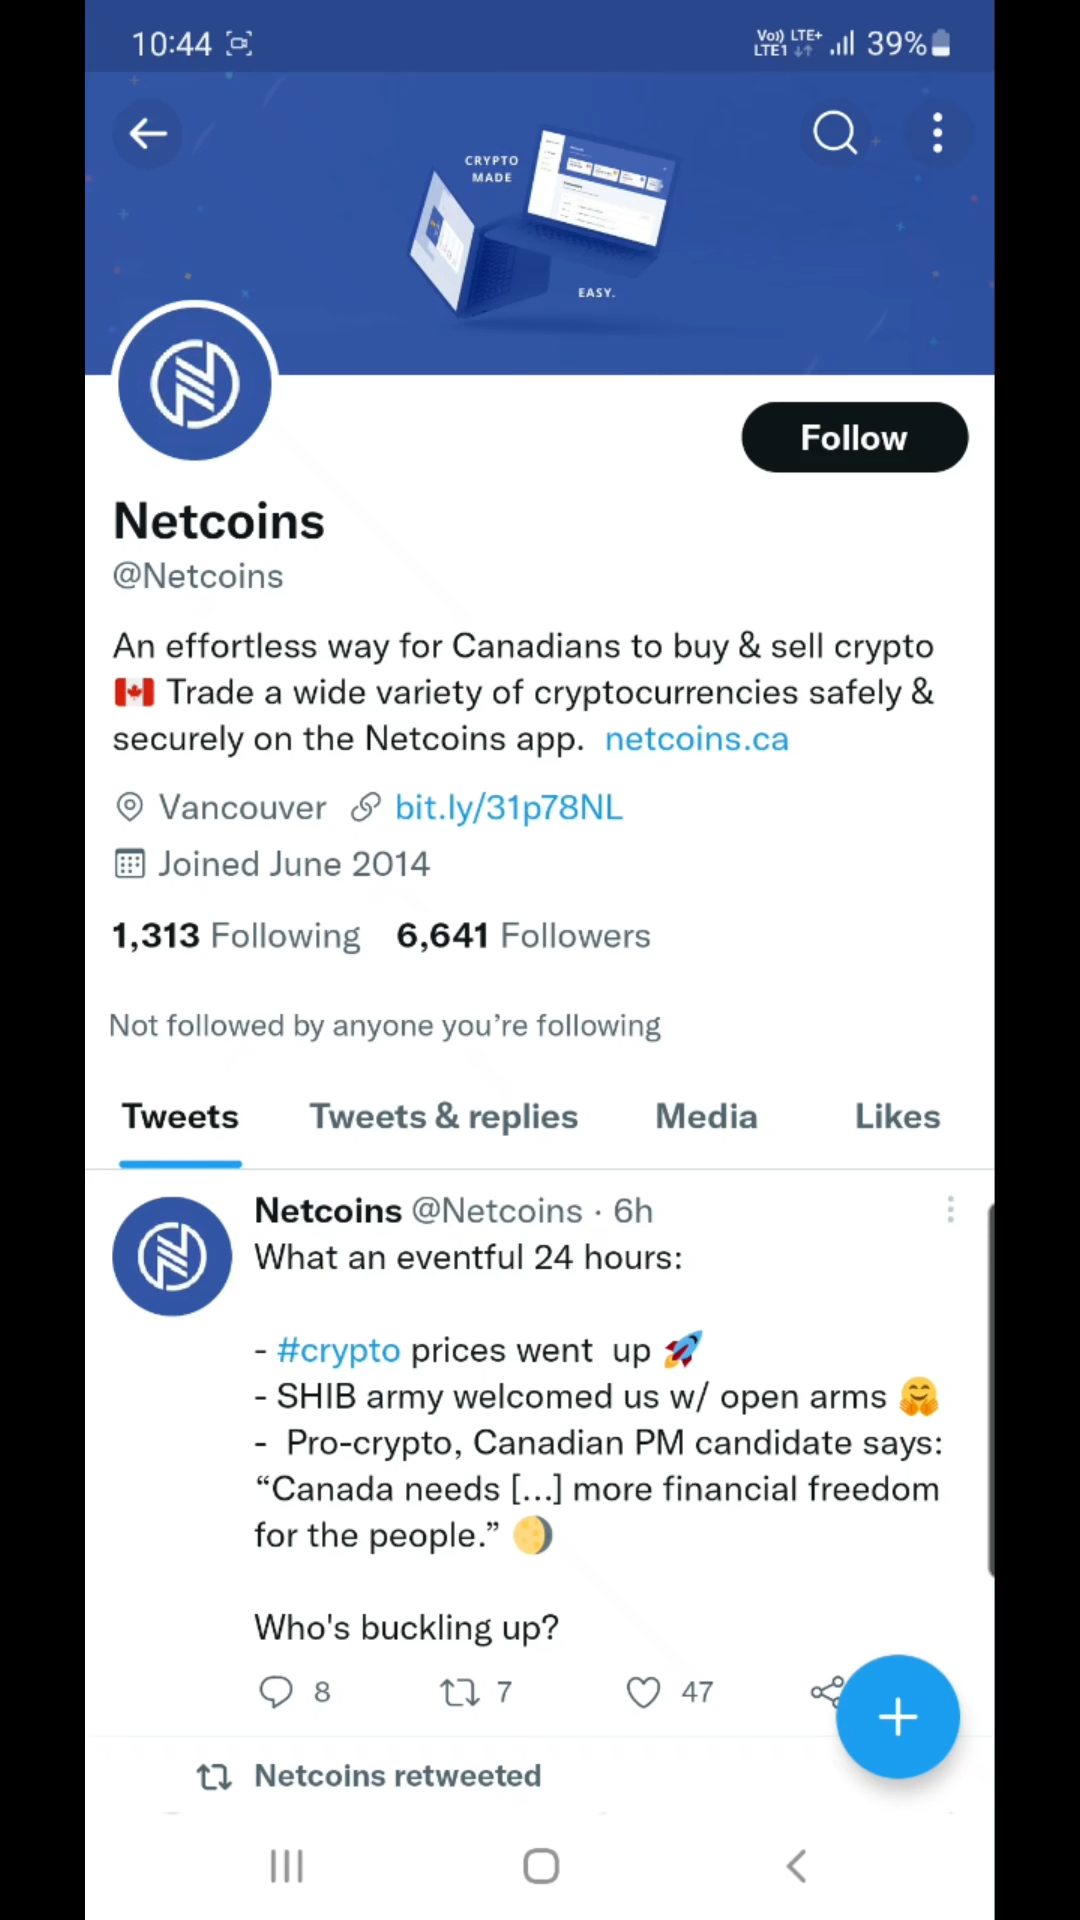 10:44
Vo) LTE+
LTE1
39%
CRYPTO
MADE
EASY.
Follow
Netcoins
@Netcoins
An effortless way for Canadians to buy & sell crypto
🇨🇦 Trade a wide variety of cryptocurrencies safely &
securely on the Netcoins app. netcoins.ca
Vancouver bit.ly/31p78NL
Joined June 2014
1,313 Following 6,641 Followers
Not followed by anyone you’re following
Tweets Tweets & replies Media Likes
Netcoins @Netcoins · 6h
What an eventful 24 hours:
- #crypto prices went up 🚀
- SHIB army welcomed us w/ open arms 🤗
- Pro-crypto, Canadian PM candidate says:
“Canada needs [...] more financial freedom
for the people.” 🌖
Who's buckling up?
8 7 47
Netcoins retweeted